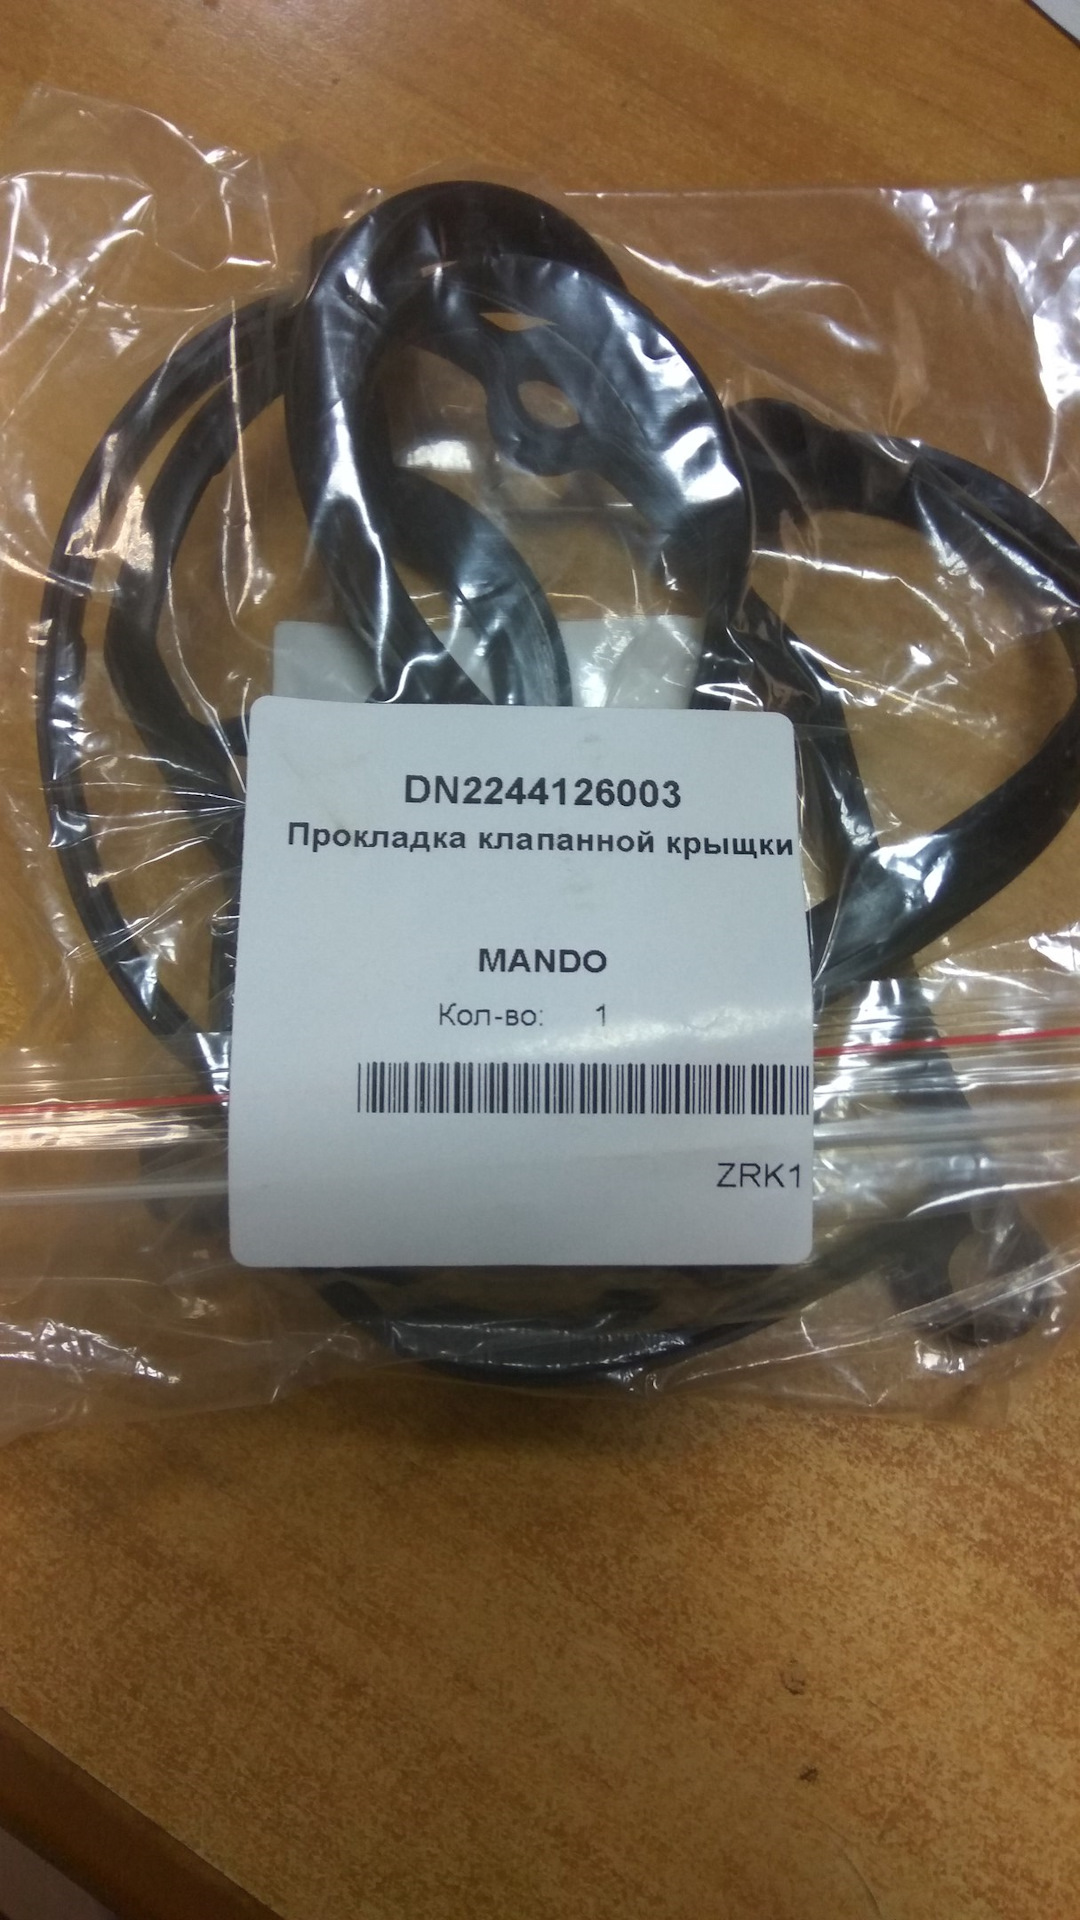 DN2244126003
Прокладка клапанной крыщки
MANDO
Кол-во: 1
ZRK1